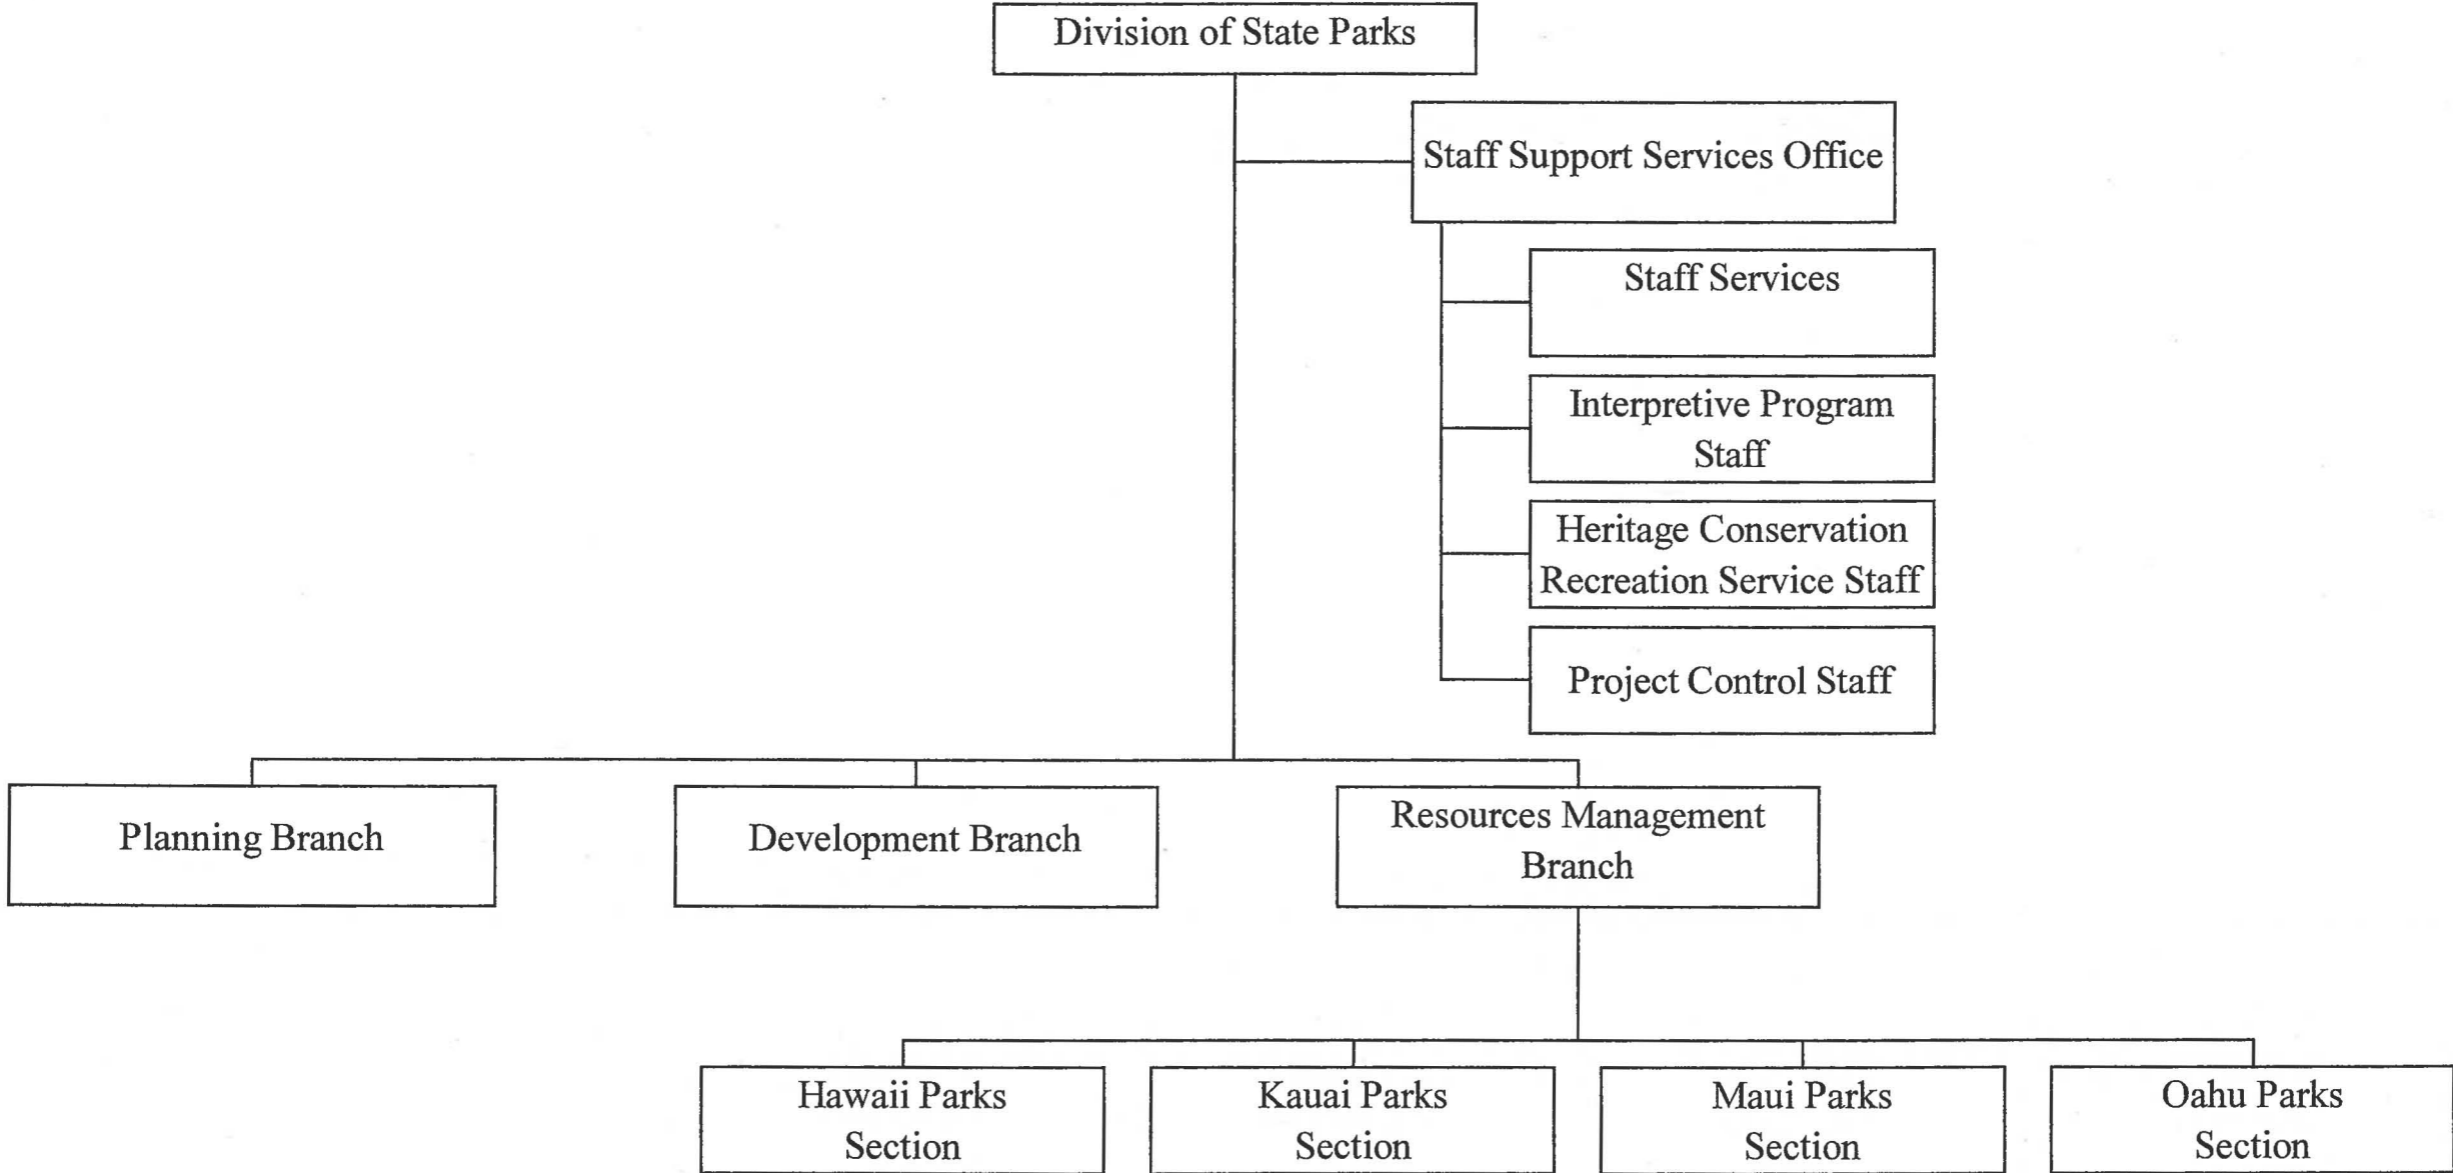 Division of State Parks
Staff Support Services Office
Staff Services
Interpretive Program
Staff
Heritage Conservation
Recreation Service Staff
Project Control Staff
Planning Branch
Development Branch
Resources Management
Branch
Hawaii Parks
Section
Kauai Parks
Section
Maui Parks
Section
Oahu Parks
Section